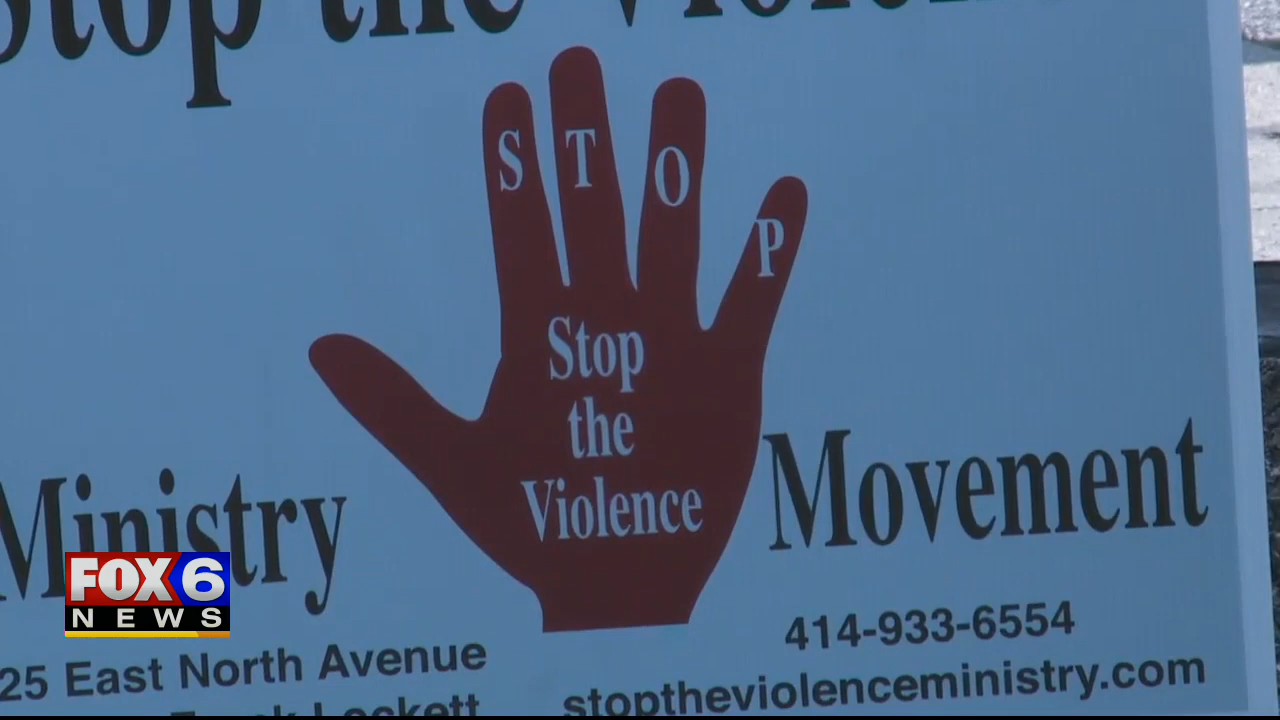 Stop the
S T O P
Stop
the
Violence
Ministry Movement
FOX 6
NEWS
25 East North Avenue
414-933-6554
Lockett
stoptheviolenceministry.com